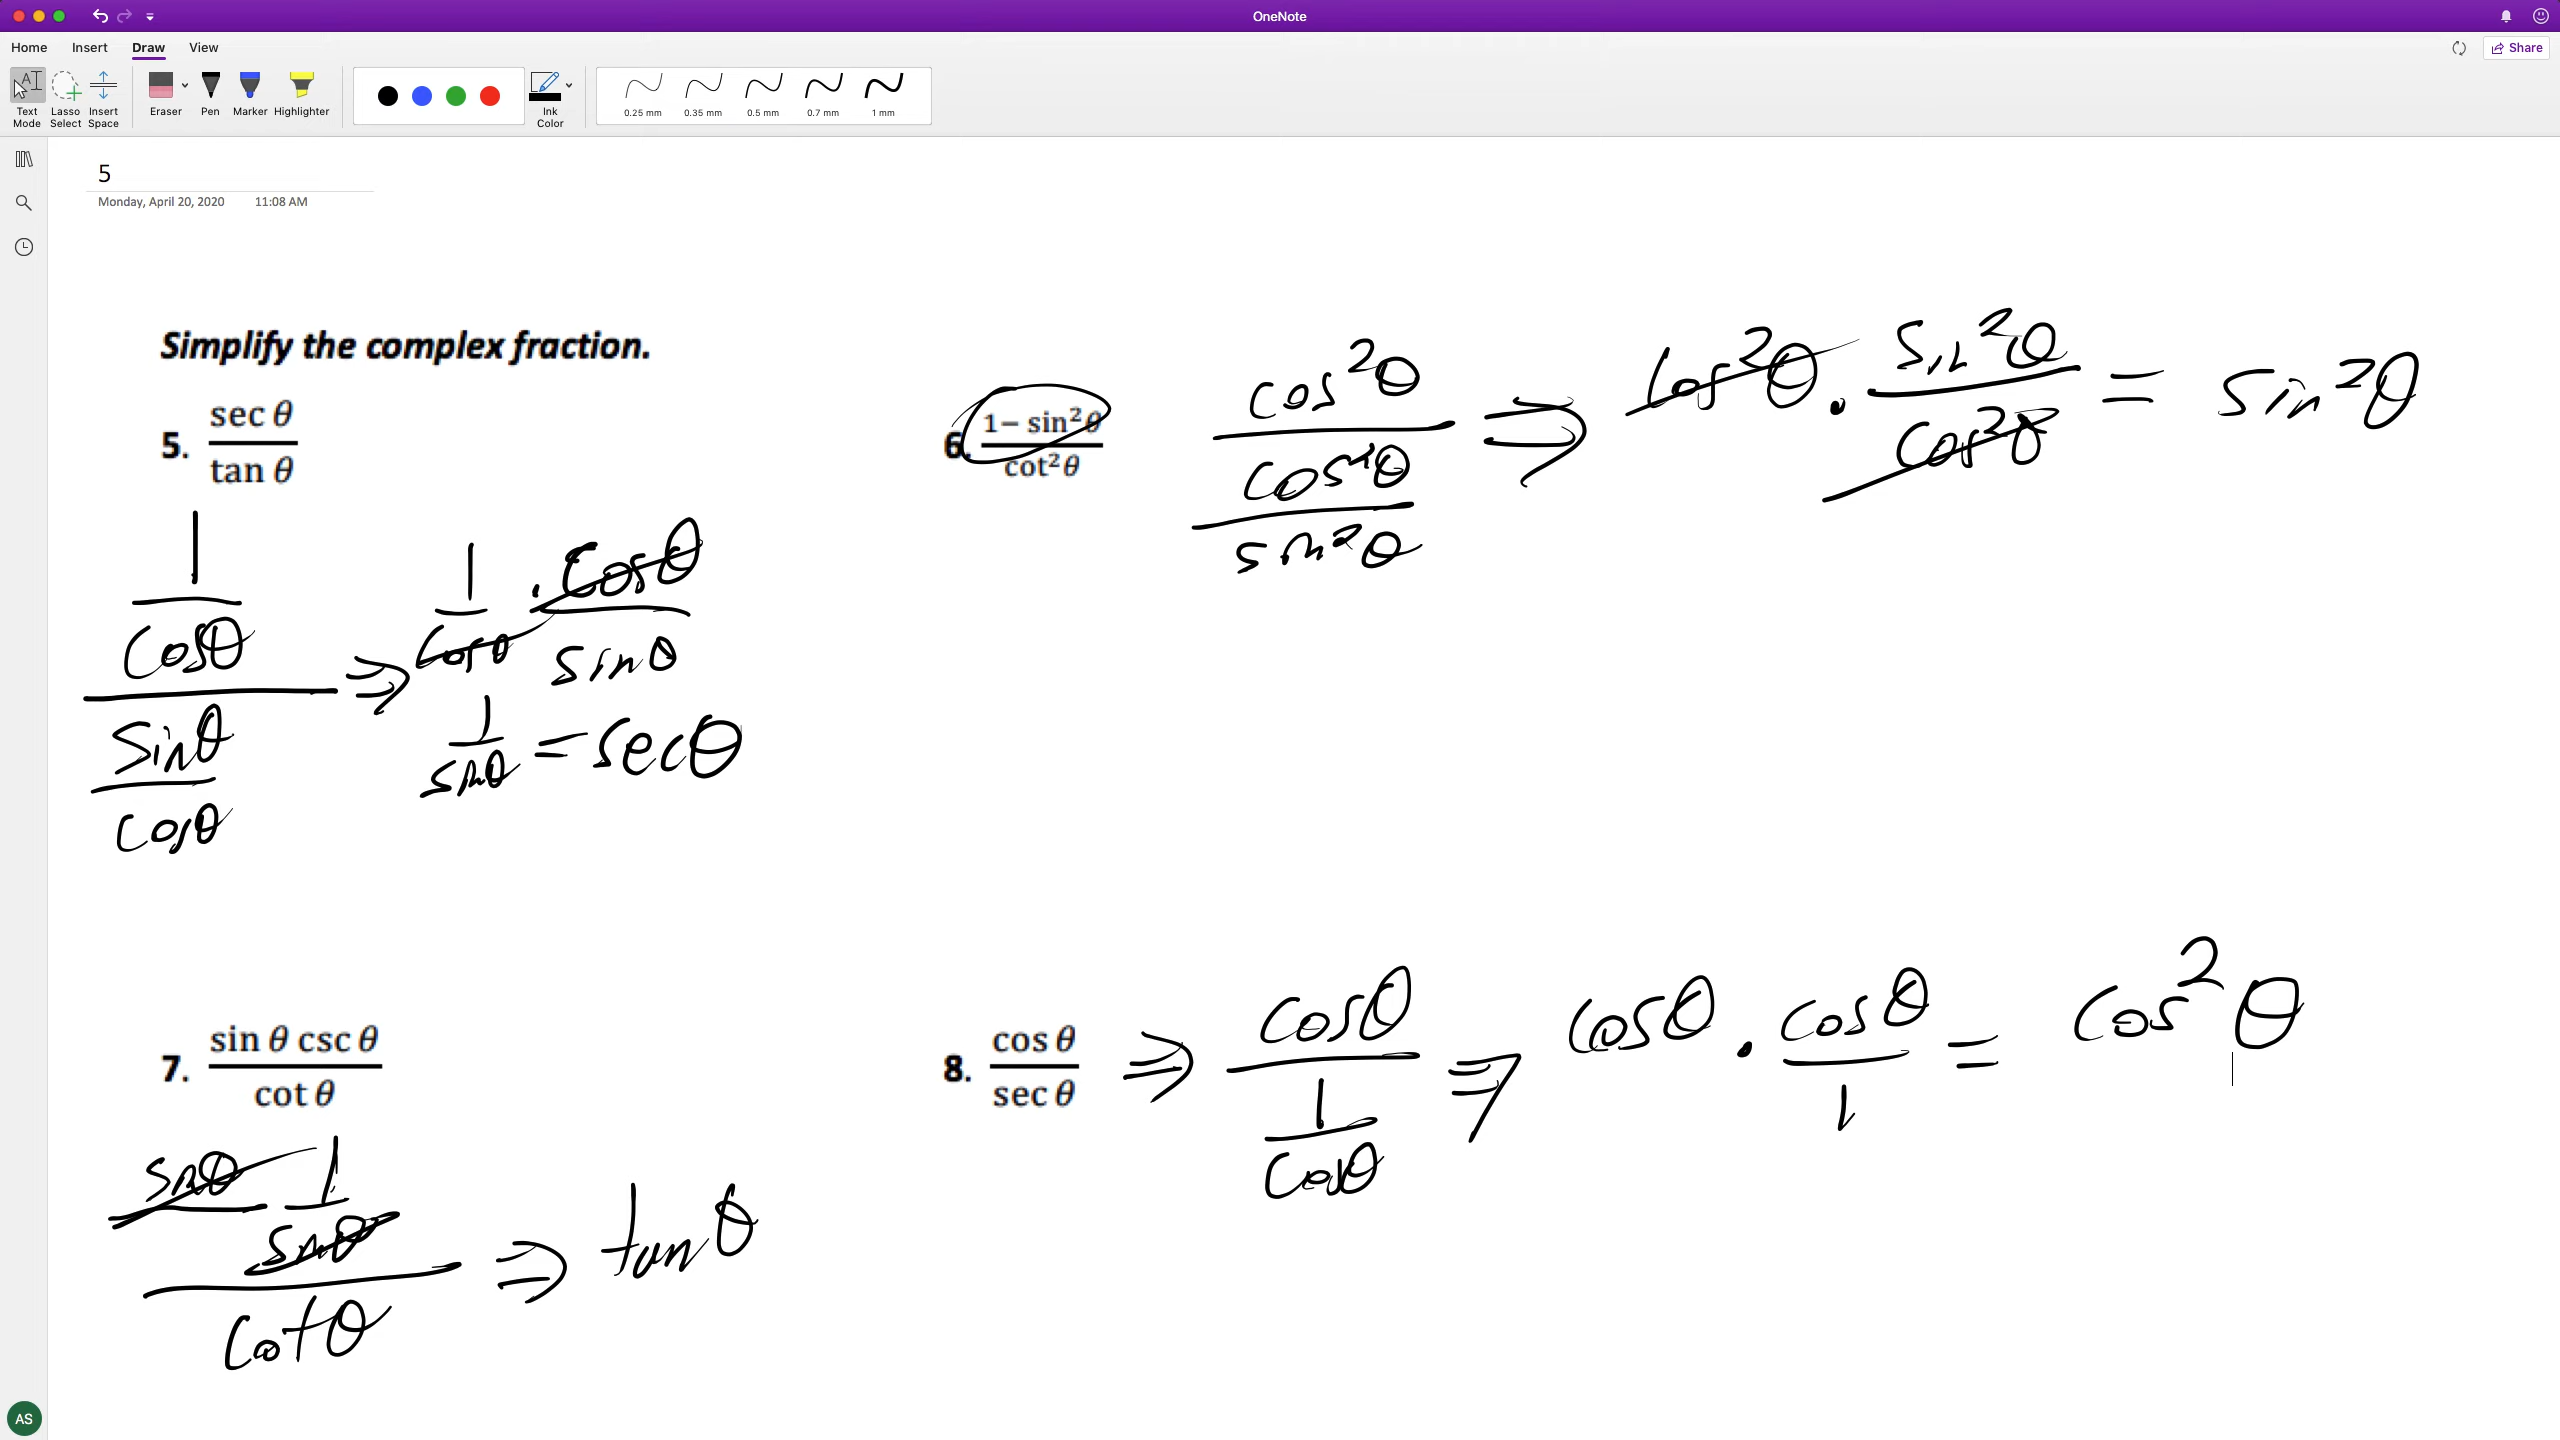 OneNote
Home Insert Draw View
Share
Text Mode
Lasso Select
Insert Space
Eraser
Pen
Marker
Highlighter
Ink Color
0.25 mm
0.35 mm
0.5 mm
0.7 mm
1 mm
5
Monday, April 20, 2020 11:08 AM
Simplify the complex fraction.
5. sec θ / tan θ
1 / cosθ
sinθ / cosθ
⇒ 1/cosθ · cosθ/sinθ
1/sinθ = secθ
6. 1− sin²θ / cot²θ
cos²θ
cos²θ / sin²θ
⇒ cos²θ · sin²θ/cos²θ = sin²θ
7. sin θ csc θ / cot θ
sinθ 1/sinθ
cotθ
⇒ tanθ
8. cos θ / sec θ
⇒ cosθ
1 / cosθ
⇒ cosθ · cosθ/1 = cos²θ
AS